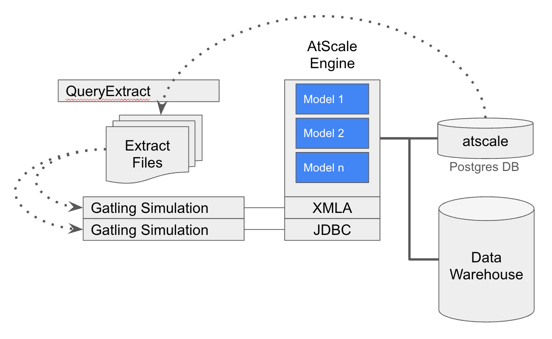 AtScale
Engine
QueryExtract
Model 1
Model 2
Model n
Extract
Files
atscale
Postgres DB
Gatling Simulation
XMLA
Gatling Simulation
JDBC
Data
Warehouse